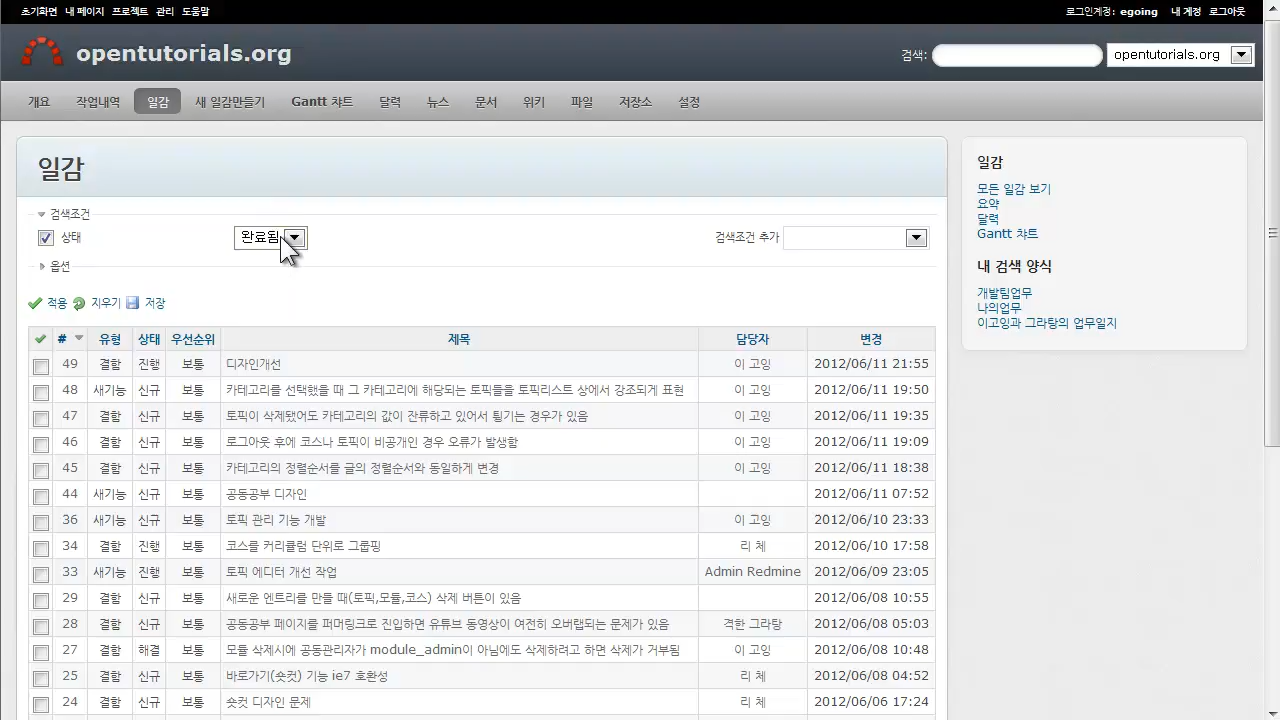 초기화면 내 페이지 프로젝트 관리 도움말
로그인계정: egoing 내 계정 로그아웃
opentutorials.org
검색: opentutorials.org
개요 작업내역 일감 새 일감만들기 Gantt 챠트 달력 뉴스 문서 위키 파일 저장소 설정
일감
검색조건
상태 완료됨 검색조건 추가
옵션
적용 지우기 저장
# 유형 상태 우선순위 제목 담당자 변경
49 결함 진행 보통 디자인개선 이 고잉 2012/06/11 21:55
48 새기능 신규 보통 카테고리를 선택했을 때 그 카테고리에 해당되는 토픽들을 토픽리스트 상에서 강조되게 표현 이 고잉 2012/06/11 19:50
47 결함 신규 보통 토픽이 삭제됐어도 카테고리의 값이 잔류하고 있어서 튕기는 경우가 있음 이 고잉 2012/06/11 19:35
46 결함 신규 보통 로그아웃 후에 코스나 토픽이 비공개인 경우 오류가 발생함 이 고잉 2012/06/11 19:09
45 결함 신규 보통 카테고리의 정렬순서를 글의 정렬순서와 동일하게 변경 이 고잉 2012/06/11 18:38
44 새기능 신규 보통 공동공부 디자인 2012/06/11 07:52
36 새기능 신규 보통 토픽 관리 기능 개발 이 고잉 2012/06/10 23:33
34 결함 진행 보통 코스를 커리큘럼 단위로 그룹핑 리 체 2012/06/10 17:58
33 새기능 진행 보통 토픽 에디터 개선 작업 Admin Redmine 2012/06/09 23:05
29 결함 신규 보통 새로운 엔트리를 만들 때(토픽,모듈,코스) 삭제 버튼이 있음 2012/06/08 10:55
28 결함 신규 보통 공동공부 페이지를 퍼머링크로 진입하면 유튜브 동영상이 여전히 오버랩되는 문제가 있음 격한 그라탕 2012/06/08 05:03
27 결함 해결 보통 모듈 삭제시에 공동관리자가 module_admin이 아님에도 삭제하려고 하면 삭제가 거부됨 이 고잉 2012/06/08 10:48
25 결함 신규 보통 바로가기(숏컷) 기능 ie7 호환성 리 체 2012/06/08 04:52
24 결함 신규 보통 숏컷 디자인 문제 리 체 2012/06/06 17:24
일감
모든 일감 보기
요약
달력
Gantt 챠트
내 검색 양식
개발팀업무
나의업무
이고잉과 그라탕의 업무일지